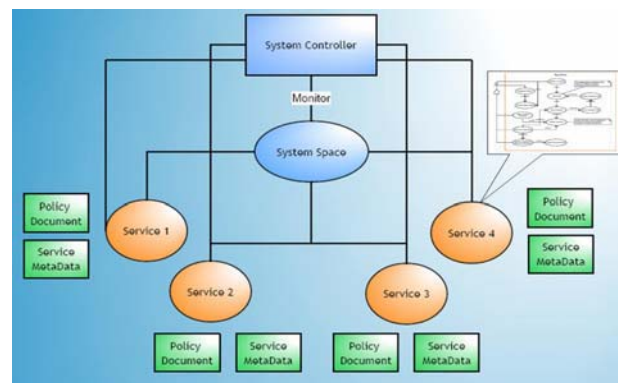 System Controller
Monitor
System Space
Policy
Document
Service
MetaData
Service 1
Service 4
Policy
Document
Service
MetaData
Service 2
Service 3
Policy
Document
Service
MetaData
Policy
Document
Service
MetaData